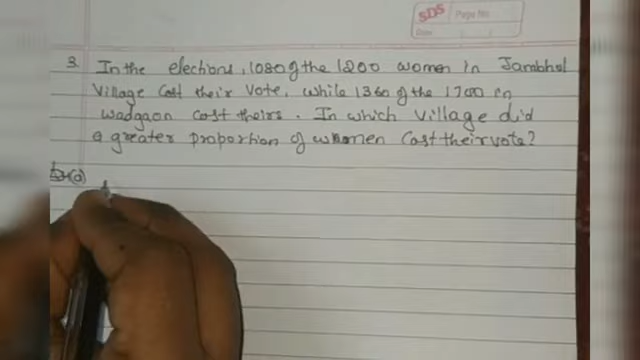 SDS Page No.
Date
3 In the elections, 1080 of the 1200 women in Jambhul
Village Cast their Vote, while 1360 of the 1700 in
wadgaon Cast theirs. In which village did
a greater proportion of women Cast their vote?